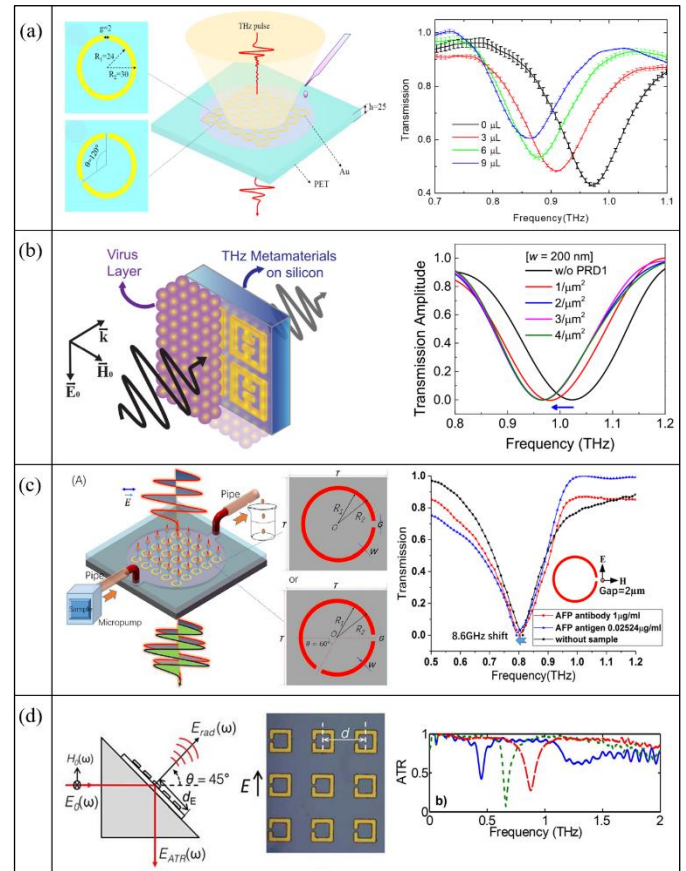 (a)
g=2
R₁=24
R₂=30
θ=120°
THz pulse
h=25
Au
PET
Transmission
1.0
0.8
0.6
0.4
0 μL
3 μL
6 μL
9 μL
0.7 0.8 0.9 1.0 1.1
Frequency(THz)
(b)
Virus
Layer
THz Metamaterials
on silicon
k̄
H̄₀
Ē₀
Transmission Amplitude
1.0
0.8
0.6
0.4
0.2
0.0
[w = 200 nm]
w/o PRD1
1/μm²
2/μm²
3/μm²
4/μm²
0.8 0.9 1.0 1.1 1.2
Frequency (THz)
(c)
(A)
E
Pipe
Pipe
Sample
Micropump
T
T
R₁
R₂
O
G
W
or
T
T
R₁
R₂
O
G
θ = 60°
W
Transmission
1.0
0.8
0.6
0.4
0.2
0.0
E
H
Gap=2μm
8.6GHz shift
AFP antibody 1μg/ml
AFP antigen 0.02524μg/ml
without sample
0.5 0.6 0.7 0.8 0.9 1.0 1.1 1.2
Frequency(THz)
(d)
E_rad(ω)
H₀(ω)
θ = 45°
E₀(ω)
d_E
E_ATR(ω)
E
d
ATR
1
0.5
0
b)
0 0.5 1 1.5 2
Frequency (THz)